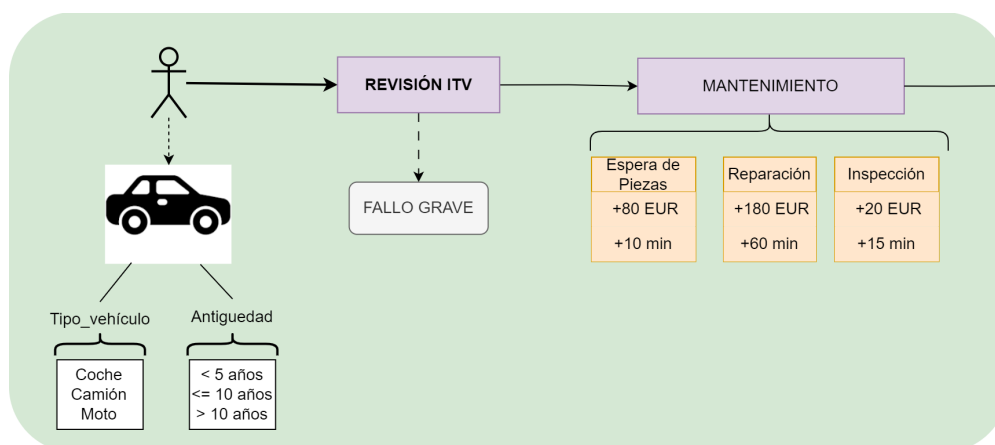 REVISIÓN ITV
MANTENIMIENTO
FALLO GRAVE
Espera de
Piezas
+80 EUR
+10 min
Reparación
+180 EUR
+60 min
Inspección
+20 EUR
+15 min
Tipo_vehículo
Coche
Camión
Moto
Antiguedad
< 5 años
<= 10 años
> 10 años